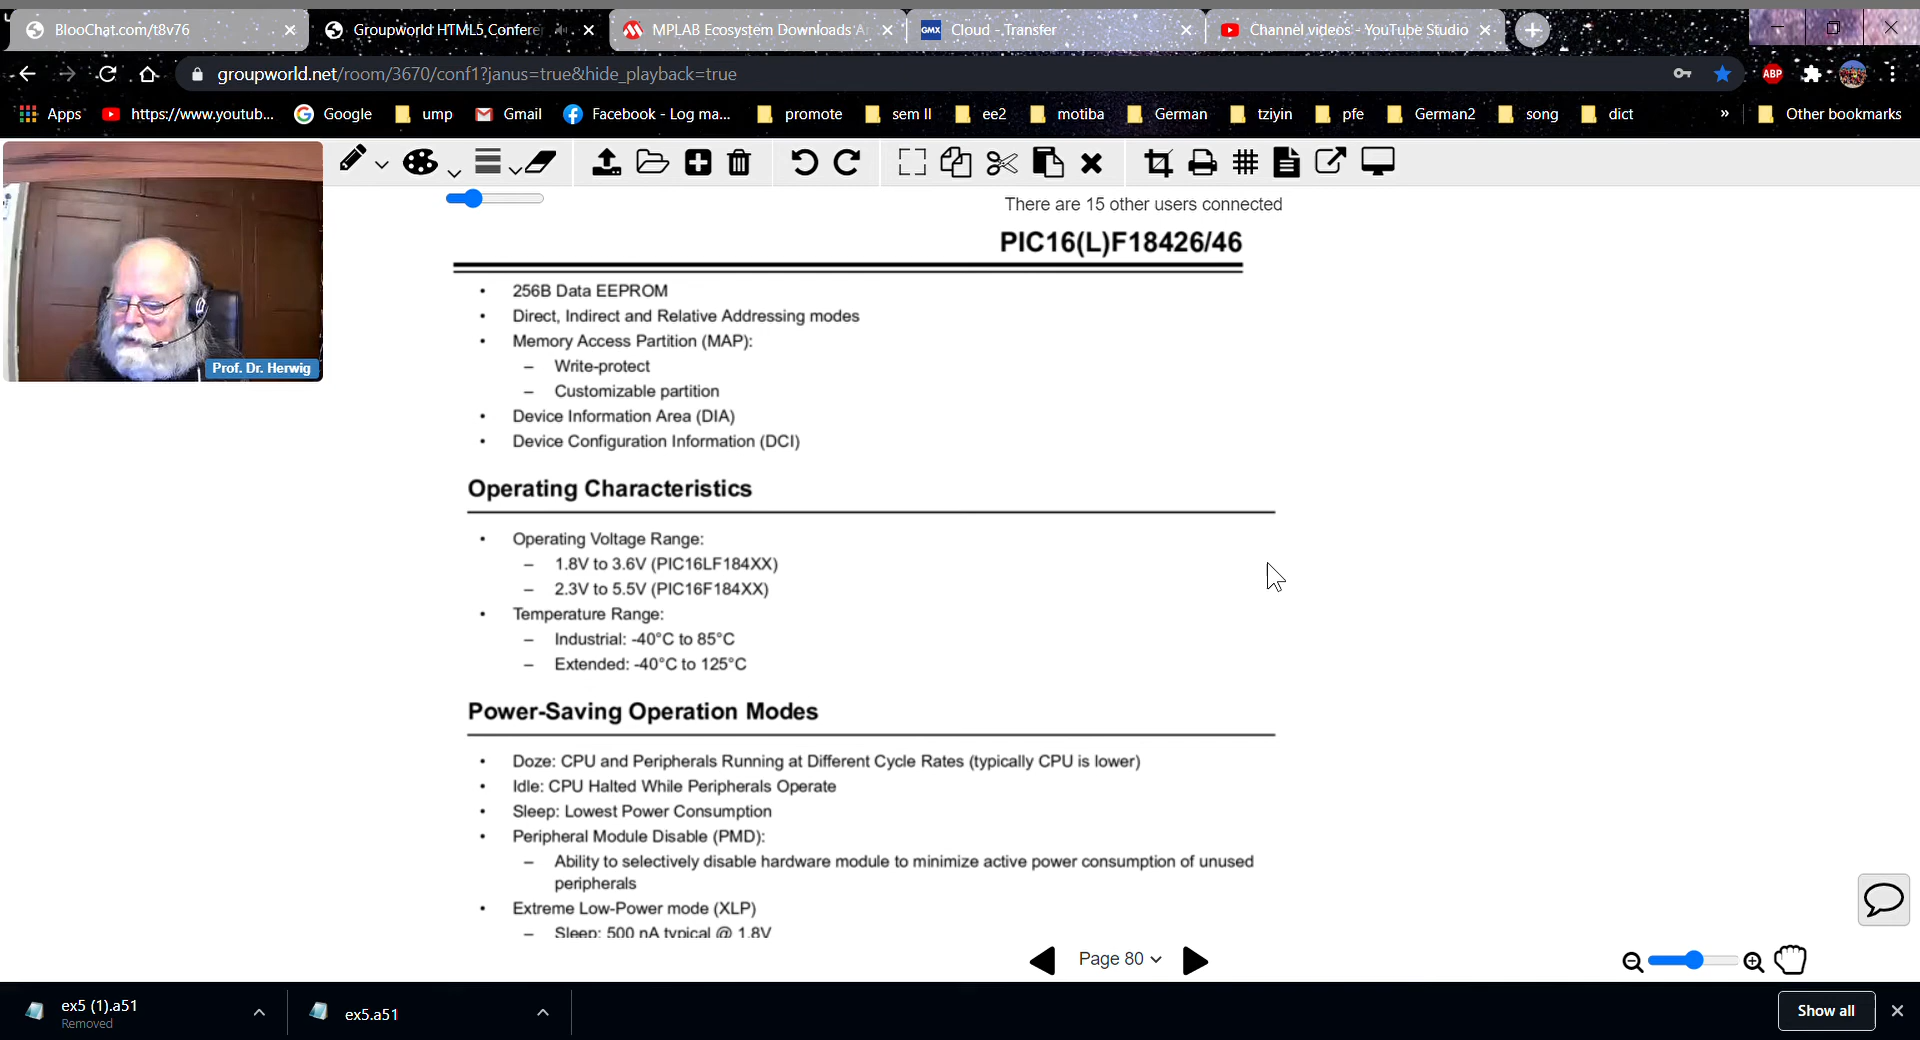 BlooChat.com/t8v76
Groupworld HTML5 Confere
MPLAB Ecosystem Downloads Ar
GMX Cloud - Transfer
Channel videos - YouTube Studio
groupworld.net/room/3670/conf1?janus=true&hide_playback=true
ABP
Apps
https://www.youtub...
Google
ump
Gmail
Facebook - Log ma...
promote
sem II
ee2
motiba
German
tziyin
pfe
German2
song
dict
»
Other bookmarks
There are 15 other users connected
Prof. Dr. Herwig
PIC16(L)F18426/46
• 256B Data EEPROM
• Direct, Indirect and Relative Addressing modes
• Memory Access Partition (MAP):
– Write-protect
– Customizable partition
• Device Information Area (DIA)
• Device Configuration Information (DCI)
Operating Characteristics
• Operating Voltage Range:
– 1.8V to 3.6V (PIC16LF184XX)
– 2.3V to 5.5V (PIC16F184XX)
• Temperature Range:
– Industrial: -40°C to 85°C
– Extended: -40°C to 125°C
Power-Saving Operation Modes
• Doze: CPU and Peripherals Running at Different Cycle Rates (typically CPU is lower)
• Idle: CPU Halted While Peripherals Operate
• Sleep: Lowest Power Consumption
• Peripheral Module Disable (PMD):
– Ability to selectively disable hardware module to minimize active power consumption of unused
peripherals
• Extreme Low-Power mode (XLP)
– Sleep: 500 nA typical @ 1.8V
Page 80
ex5 (1).a51
Removed
ex5.a51
Show all